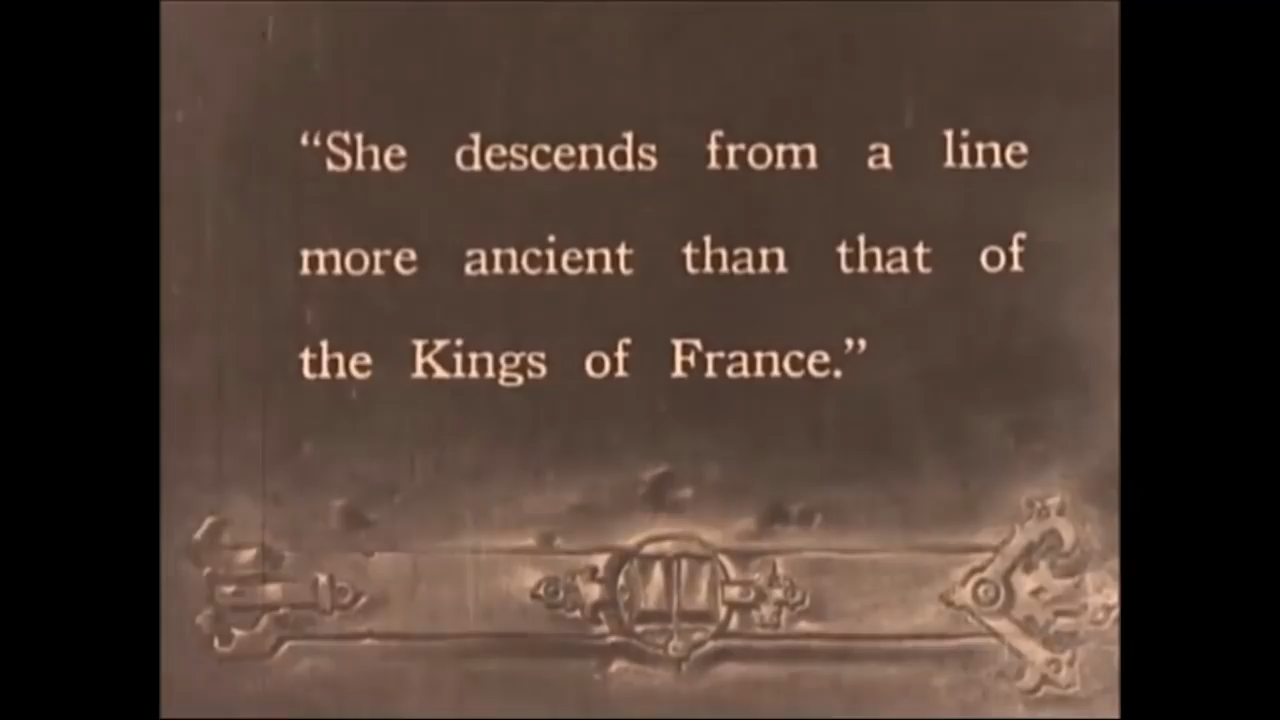 “She descends from a line
more ancient than that of
the Kings of France.”